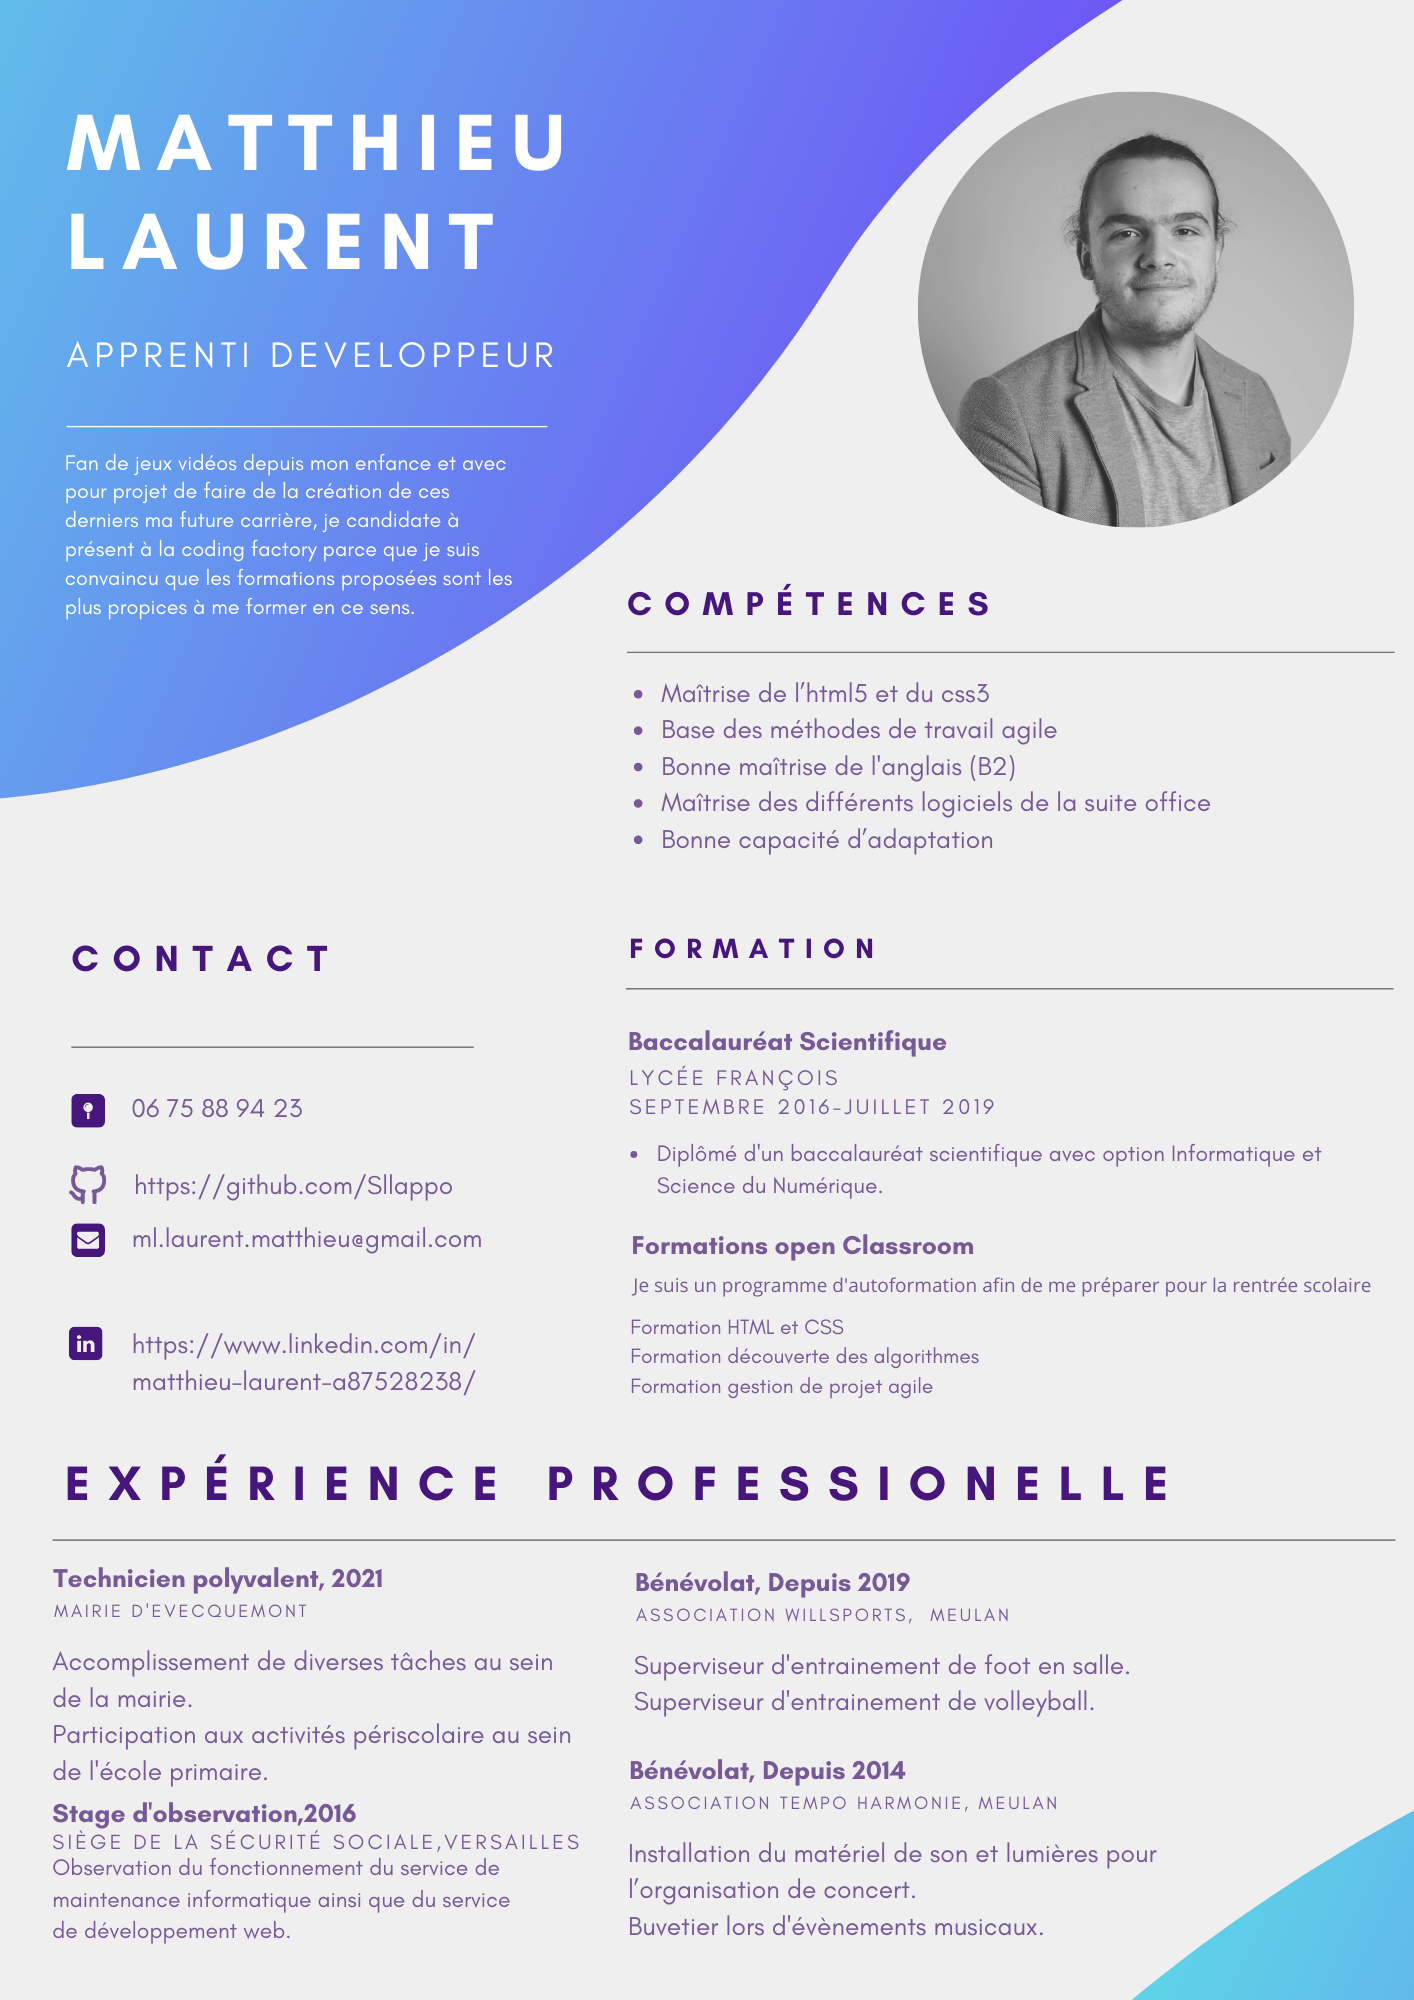 MATTHIEU
LAURENT
APPRENTI DEVELOPPEUR
Fan de jeux vidéos depuis mon enfance et avec
pour projet de faire de la création de ces
derniers ma future carrière, je candidate à
présent à la coding factory parce que je suis
convaincu que les formations proposées sont les
plus propices à me former en ce sens.
COMPÉTENCES
• Maîtrise de l’html5 et du css3
• Base des méthodes de travail agile
• Bonne maîtrise de l'anglais (B2)
• Maîtrise des différents logiciels de la suite office
• Bonne capacité d’adaptation
CONTACT
06 75 88 94 23
https://github.com/Sllappo
ml.laurent.matthieu@gmail.com
in
https://www.linkedin.com/in/
matthieu-laurent-a87528238/
FORMATION
Baccalauréat Scientifique
LYCÉE FRANÇOIS
SEPTEMBRE 2016-JUILLET 2019
• Diplômé d'un baccalauréat scientifique avec option Informatique et
Science du Numérique.
Formations open Classroom
Je suis un programme d'autoformation afin de me préparer pour la rentrée scolaire
Formation HTML et CSS
Formation découverte des algorithmes
Formation gestion de projet agile
EXPÉRIENCE PROFESSIONELLE
Technicien polyvalent, 2021
MAIRIE D'EVECQUEMONT
Accomplissement de diverses tâches au sein
de la mairie.
Participation aux activités périscolaire au sein
de l'école primaire.
Stage d'observation,2016
SIÈGE DE LA SÉCURITÉ SOCIALE,VERSAILLES
Observation du fonctionnement du service de
maintenance informatique ainsi que du service
de développement web.
Bénévolat, Depuis 2019
ASSOCIATION WILLSPORTS, MEULAN
Superviseur d'entrainement de foot en salle.
Superviseur d'entrainement de volleyball.
Bénévolat, Depuis 2014
ASSOCIATION TEMPO HARMONIE, MEULAN
Installation du matériel de son et lumières pour
l’organisation de concert.
Buvetier lors d'évènements musicaux.